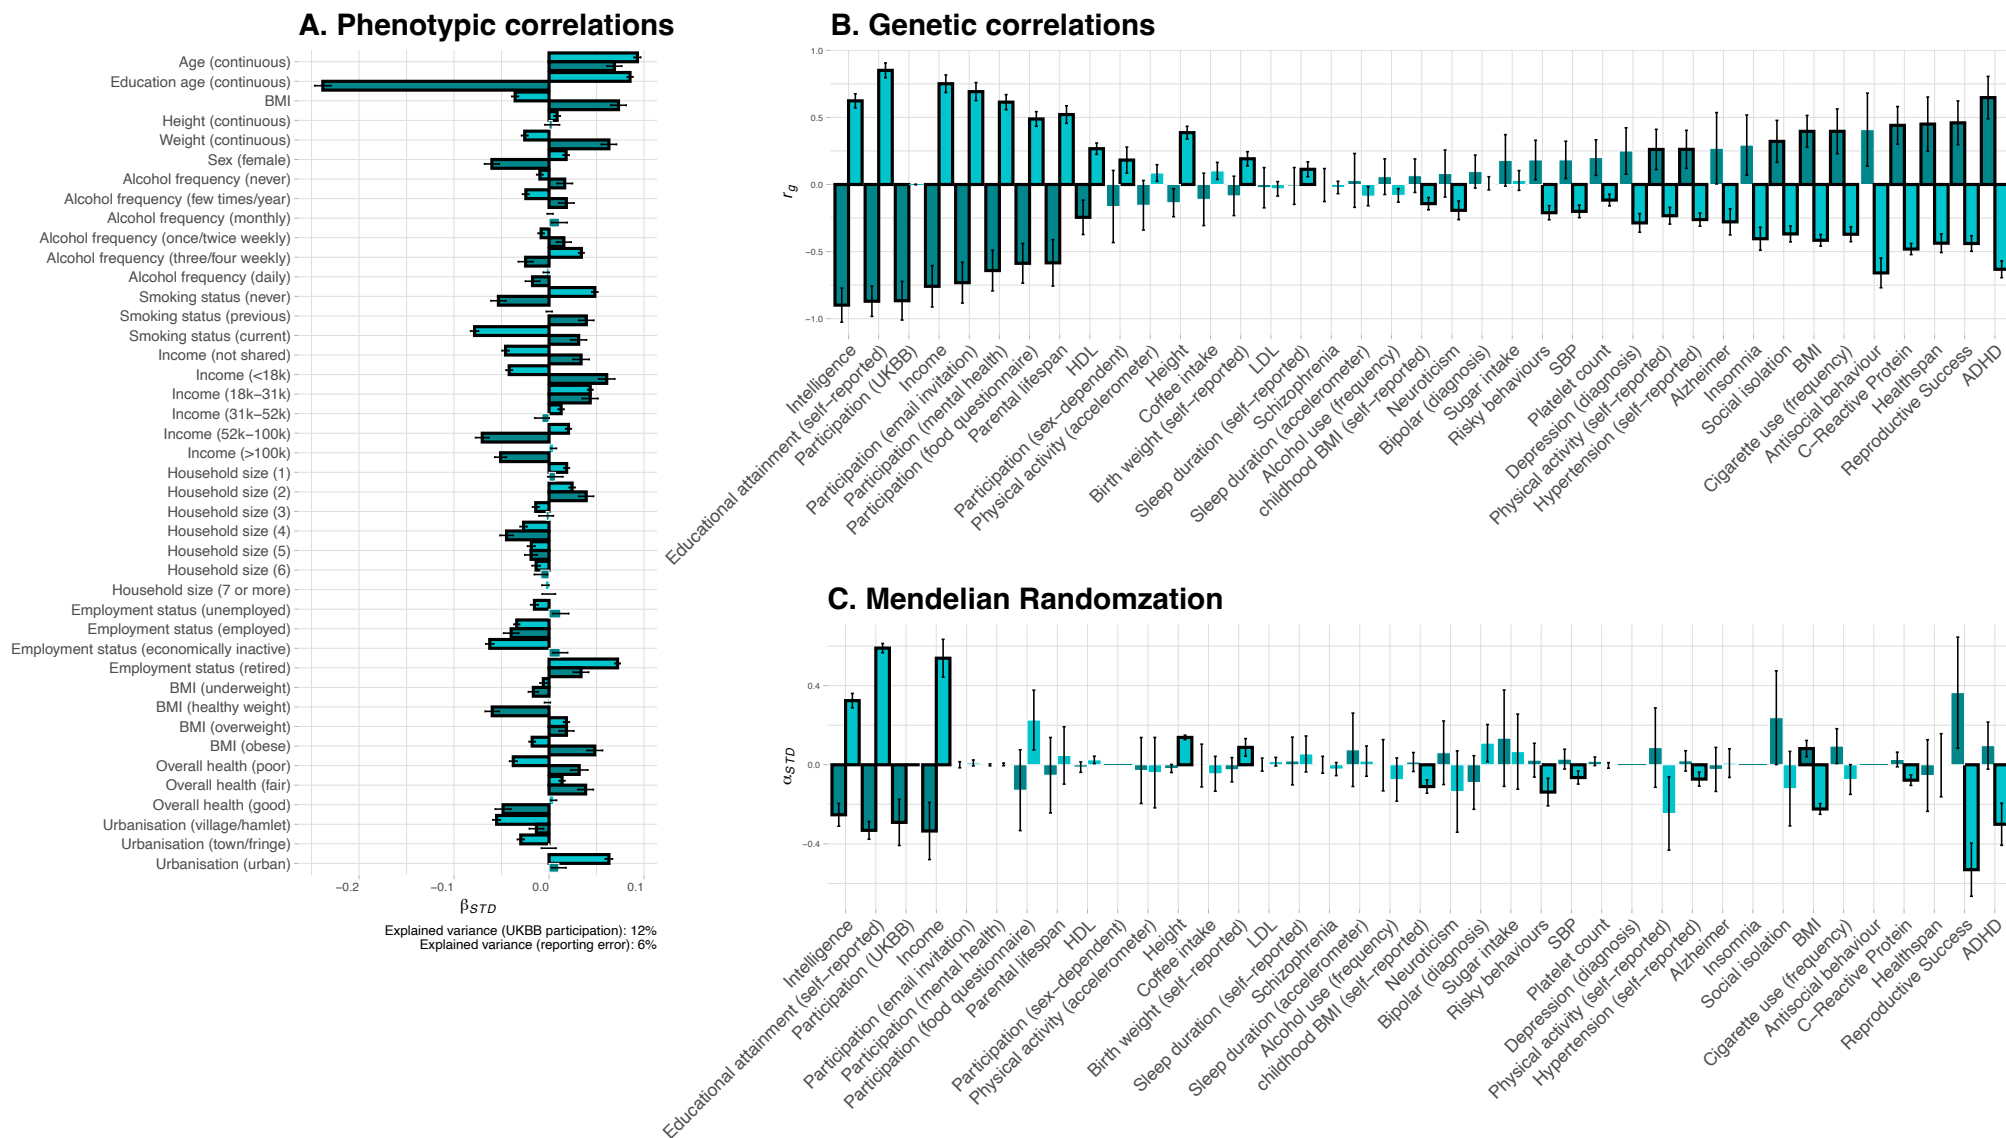 A. Phenotypic correlations
Age (continuous)
Education age (continuous)
BMI
Height (continuous)
Weight (continuous)
Sex (female)
Alcohol frequency (never)
Alcohol frequency (few times/year)
Alcohol frequency (monthly)
Alcohol frequency (once/twice weekly)
Alcohol frequency (three/four weekly)
Alcohol frequency (daily)
Smoking status (never)
Smoking status (previous)
Smoking status (current)
Income (not shared)
Income (<18k)
Income (18k−31k)
Income (31k−52k)
Income (52k−100k)
Income (>100k)
Household size (1)
Household size (2)
Household size (3)
Household size (4)
Household size (5)
Household size (6)
Household size (7 or more)
Employment status (unemployed)
Employment status (employed)
Employment status (economically inactive)
Employment status (retired)
BMI (underweight)
BMI (healthy weight)
BMI (overweight)
BMI (obese)
Overall health (poor)
Overall health (fair)
Overall health (good)
Urbanisation (village/hamlet)
Urbanisation (town/fringe)
Urbanisation (urban)
−0.2 −0.1 0.0 0.1
βSTD
Explained variance (UKBB participation): 12%
Explained variance (reporting error): 6%
B. Genetic correlations
1.0
0.5
0.0
−0.5
−1.0
rg
Intelligence
Educational attainment (self−reported)
Participation (UKBB)
Income
Participation (email invitation)
Participation (mental health)
Participation (food questionnaire)
Parental lifespan
HDL
Participation (sex−dependent)
Physical activity (accelerometer)
Height
Coffee intake
Birth weight (self−reported)
LDL
Sleep duration (self−reported)
Schizophrenia
Sleep duration (accelerometer)
Alcohol use (frequency)
childhood BMI (self−reported)
Neuroticism
Bipolar (diagnosis)
Sugar intake
Risky behaviours
SBP
Platelet count
Depression (diagnosis)
Physical activity (self−reported)
Hypertension (self−reported)
Alzheimer
Insomnia
Social isolation
BMI
Cigarette use (frequency)
Antisocial behaviour
C−Reactive Protein
Healthspan
Reproductive Success
ADHD
C. Mendelian Randomzation
0.4
0.0
−0.4
αSTD
Intelligence
Educational attainment (self−reported)
Participation (UKBB)
Income
Participation (email invitation)
Participation (mental health)
Participation (food questionnaire)
Parental lifespan
HDL
Participation (sex−dependent)
Physical activity (accelerometer)
Height
Coffee intake
Birth weight (self−reported)
LDL
Sleep duration (self−reported)
Schizophrenia
Sleep duration (accelerometer)
Alcohol use (frequency)
childhood BMI (self−reported)
Neuroticism
Bipolar (diagnosis)
Sugar intake
Risky behaviours
SBP
Platelet count
Depression (diagnosis)
Physical activity (self−reported)
Hypertension (self−reported)
Alzheimer
Insomnia
Social isolation
BMI
Cigarette use (frequency)
Antisocial behaviour
C−Reactive Protein
Healthspan
Reproductive Success
ADHD